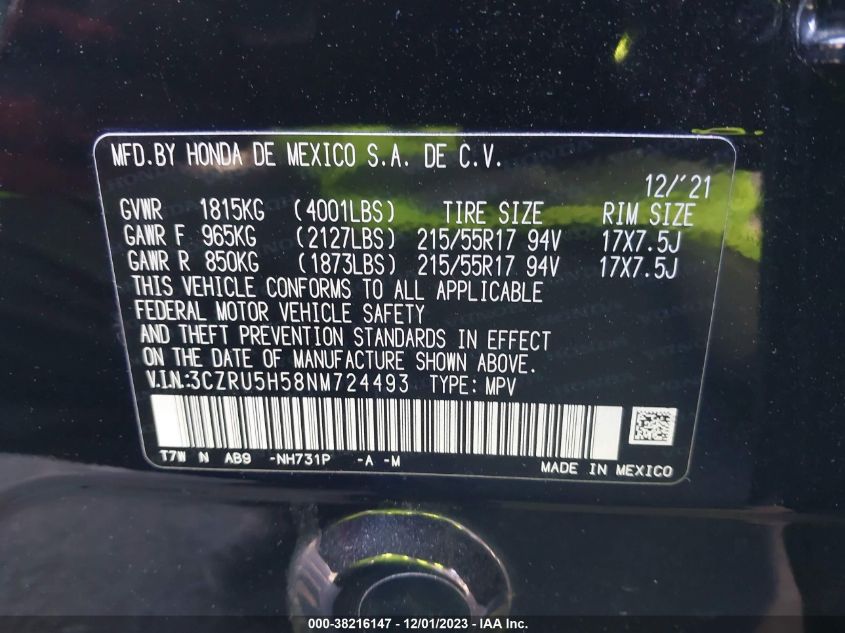 MFD.BY HONDA DE MEXICO S.A. DE C.V.
12/'21
GVWR 1815KG (4001LBS) TIRE SIZE RIM SIZE
GAWR F 965KG (2127LBS) 215/55R17 94V 17X7.5J
GAWR R 850KG (1873LBS) 215/55R17 94V 17X7.5J
THIS VEHICLE CONFORMS TO ALL APPLICABLE
FEDERAL MOTOR VEHICLE SAFETY
AND THEFT PREVENTION STANDARDS IN EFFECT
ON THE DATE OF MANUFACTURE SHOWN ABOVE.
V.I.N.:3CZRU5H58NM724493 TYPE: MPV
T7W N AB9 -NH731P -A -M MADE IN MEXICO
000-38216147 - 12/01/2023 - IAA Inc.